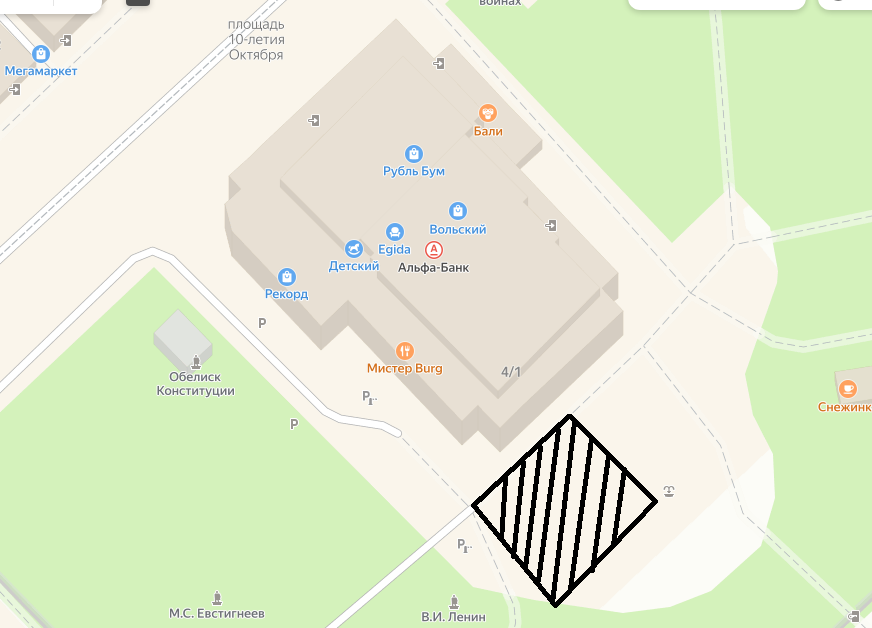 войнах
площадь
10-летия
Октября
Мегамаркет
Бали
Рубль Бум
Вольский
Egida
Детский
А
Альфа-Банк
Рекорд
P
Мистер Burg
4/1
Обелиск
Конституции
P
P
Снежинк
P
М.С. Евстигнеев
В.И. Ленин